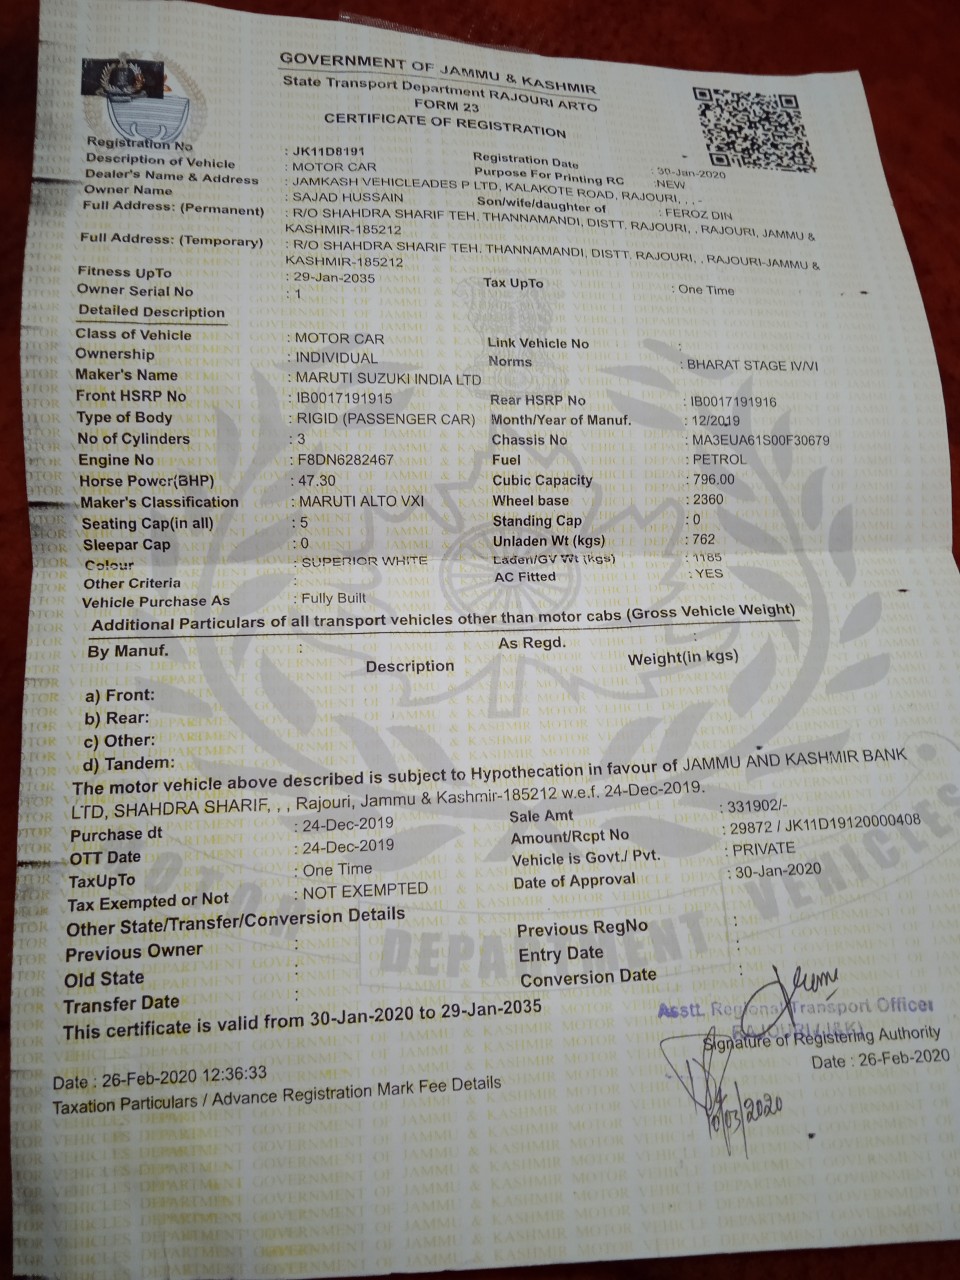 GOVERNMENT OF JAMMU & KASHMIR
State Transport Department RAJOURI ARTO
FORM 23
CERTIFICATE OF REGISTRATION
Registration No : JK11D8191 Registration Date : 30-Jan-2020
Description of Vehicle : MOTOR CAR Purpose For Printing RC :NEW
Dealer's Name & Address : JAMKASH VEHICLEADES P LTD, KALAKOTE ROAD, RAJOURI, , , -
Owner Name : SAJAD HUSSAIN Son/wife/daughter of : FEROZ DIN
Full Address: (Permanent) : R/O SHAHDRA SHARIF TEH. THANNAMANDI, DISTT. RAJOURI, , RAJOURI, JAMMU &
KASHMIR-185212
Full Address: (Temporary) : R/O SHAHDRA SHARIF TEH. THANNAMANDI, DISTT. RAJOURI, , RAJOURI-JAMMU &
KASHMIR-185212
Fitness UpTo : 29-Jan-2035 Tax UpTo : One Time
Owner Serial No : 1
Detailed Description
Class of Vehicle : MOTOR CAR Link Vehicle No :
Ownership : INDIVIDUAL Norms : BHARAT STAGE IV/VI
Maker's Name : MARUTI SUZUKI INDIA LTD
Front HSRP No : IB0017191915 Rear HSRP No : IB0017191916
Type of Body : RIGID (PASSENGER CAR) Month/Year of Manuf. : 12/2019
No of Cylinders : 3 Chassis No : MA3EUA61S00F30679
Engine No : F8DN6282467 Fuel : PETROL
Horse Power(BHP) : 47.30 Cubic Capacity : 796.00
Maker's Classification : MARUTI ALTO VXI Wheel base : 2360
Seating Cap(in all) : 5 Standing Cap : 0
Sleepar Cap : 0 Unladen Wt (kgs) : 762
Colour : SUPERIOR WHITE Laden/GV Wt (kgs) : 1185
Other Criteria : AC Fitted : YES
Vehicle Purchase As : Fully Built
Additional Particulars of all transport vehicles other than motor cabs (Gross Vehicle Weight)
By Manuf. : As Regd. :
Description Weight(in kgs)
a) Front:
b) Rear:
c) Other:
d) Tandem:
The motor vehicle above described is subject to Hypothecation in favour of JAMMU AND KASHMIR BANK
LTD, SHAHDRA SHARIF, , , Rajouri, Jammu & Kashmir-185212 w.e.f. 24-Dec-2019.
Purchase dt : 24-Dec-2019 Sale Amt : 331902/-
OTT Date : 24-Dec-2019 Amount/Rcpt No : 29872 / JK11D19120000408
TaxUpTo : One Time Vehicle is Govt./ Pvt. : PRIVATE
Tax Exempted or Not : NOT EXEMPTED Date of Approval : 30-Jan-2020
Other State/Transfer/Conversion Details
Previous Owner : Previous RegNo :
Old State : Entry Date :
Transfer Date : Conversion Date :
This certificate is valid from 30-Jan-2020 to 29-Jan-2035
Asstt. Regional Transport Officer
RAJOURI (J&K)
Signature of Registering Authority
Date : 26-Feb-2020
Date : 26-Feb-2020 12:36:33
Taxation Particulars / Advance Registration Mark Fee Details
DEPARTMENT VEHICLES